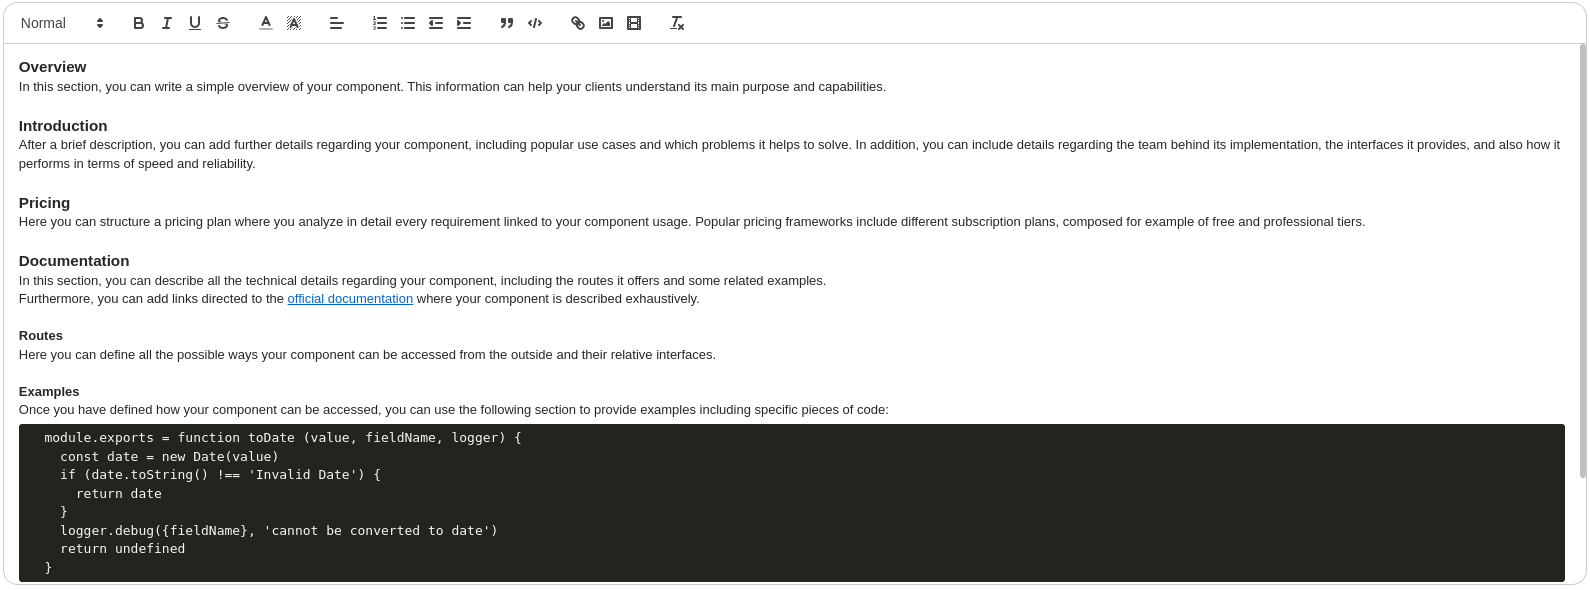 Normal
Overview
In this section, you can write a simple overview of your component. This information can help your clients understand its main purpose and capabilities.
Introduction
After a brief description, you can add further details regarding your component, including popular use cases and which problems it helps to solve. In addition, you can include details regarding the team behind its implementation, the interfaces it provides, and also how it
performs in terms of speed and reliability.
Pricing
Here you can structure a pricing plan where you analyze in detail every requirement linked to your component usage. Popular pricing frameworks include different subscription plans, composed for example of free and professional tiers.
Documentation
In this section, you can describe all the technical details regarding your component, including the routes it offers and some related examples.
Furthermore, you can add links directed to the official documentation where your component is described exhaustively.
Routes
Here you can define all the possible ways your component can be accessed from the outside and their relative interfaces.
Examples
Once you have defined how your component can be accessed, you can use the following section to provide examples including specific pieces of code:
module.exports = function toDate (value, fieldName, logger) {
  const date = new Date(value)
  if (date.toString() !== 'Invalid Date') {
    return date
  }
  logger.debug({fieldName}, 'cannot be converted to date')
  return undefined
}